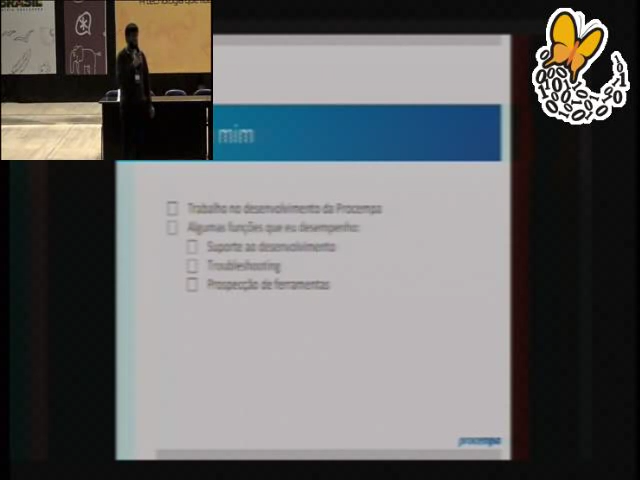 BRASIL
mim
Trabalho no desenvolvimento da Procempa
Algumas funções que eu desempenho:
Suporte ao desenvolvimento
Troubleshooting
Prospecção de ferramentas
procempa